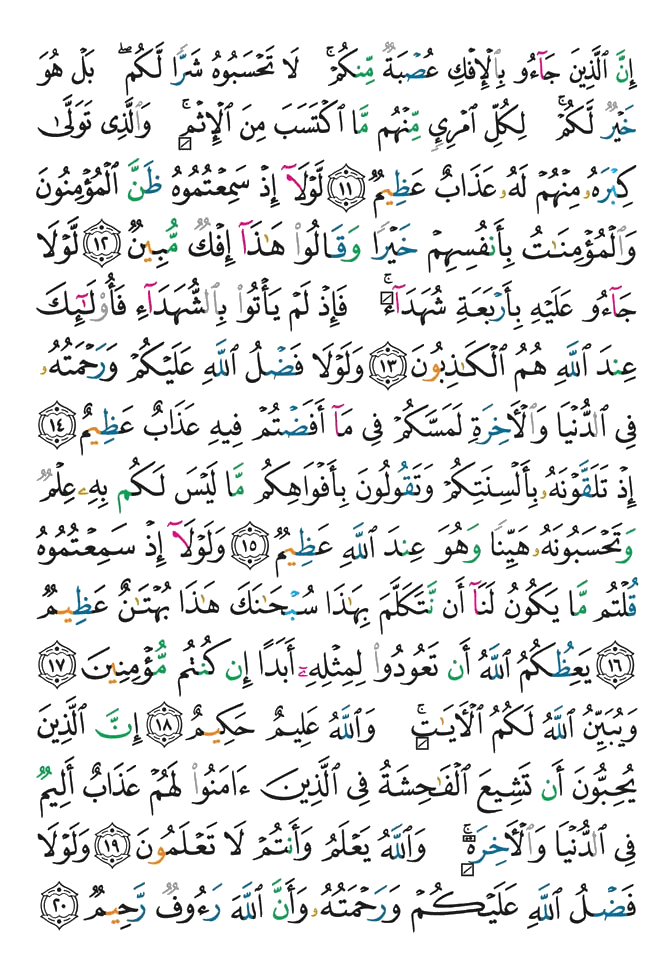 إِنَّ ٱلَّذِينَ جَآءُو بِٱلْإِفْكِ عُصْبَةٌ مِّنكُمْ ۚ لَا تَحْسَبُوهُ شَرًّا لَّكُم ۖ بَلْ هُوَ
خَيْرٌ لَّكُمْ ۚ لِكُلِّ ٱمْرِئٍ مِّنْهُم مَّا ٱكْتَسَبَ مِنَ ٱلْإِثْمِ ۚ وَٱلَّذِى تَوَلَّىٰ
كِبْرَهُۥ مِنْهُمْ لَهُۥ عَذَابٌ عَظِيمٌ ۝١١ لَّوْلَآ إِذْ سَمِعْتُمُوهُ ظَنَّ ٱلْمُؤْمِنُونَ
وَٱلْمُؤْمِنَـٰتُ بِأَنفُسِهِمْ خَيْرًا وَقَالُوا۟ هَـٰذَآ إِفْكٌ مُّبِينٌ ۝١٢ لَّوْلَا
جَآءُو عَلَيْهِ بِأَرْبَعَةِ شُهَدَآءَ ۚ فَإِذْ لَمْ يَأْتُوا۟ بِٱلشُّهَدَآءِ فَأُو۟لَـٰٓئِكَ
عِندَ ٱللَّهِ هُمُ ٱلْكَـٰذِبُونَ ۝١٣ وَلَوْلَا فَضْلُ ٱللَّهِ عَلَيْكُمْ وَرَحْمَتُهُۥ
فِى ٱلدُّنْيَا وَٱلْـَٔاخِرَةِ لَمَسَّكُمْ فِى مَآ أَفَضْتُمْ فِيهِ عَذَابٌ عَظِيمٌ ۝١٤
إِذْ تَلَقَّوْنَهُۥ بِأَلْسِنَتِكُمْ وَتَقُولُونَ بِأَفْوَاهِكُم مَّا لَيْسَ لَكُم بِهِۦ عِلْمٌ
وَتَحْسَبُونَهُۥ هَيِّنًا وَهُوَ عِندَ ٱللَّهِ عَظِيمٌ ۝١٥ وَلَوْلَآ إِذْ سَمِعْتُمُوهُ
قُلْتُم مَّا يَكُونُ لَنَآ أَن نَّتَكَلَّمَ بِهَـٰذَا سُبْحَـٰنَكَ هَـٰذَا بُهْتَـٰنٌ عَظِيمٌ
۝١٦ يَعِظُكُمُ ٱللَّهُ أَن تَعُودُوا۟ لِمِثْلِهِۦٓ أَبَدًا إِن كُنتُم مُّؤْمِنِينَ ۝١٧
وَيُبَيِّنُ ٱللَّهُ لَكُمُ ٱلْـَٔايَـٰتِ ۚ وَٱللَّهُ عَلِيمٌ حَكِيمٌ ۝١٨ إِنَّ ٱلَّذِينَ
يُحِبُّونَ أَن تَشِيعَ ٱلْفَـٰحِشَةُ فِى ٱلَّذِينَ ءَامَنُوا۟ لَهُمْ عَذَابٌ أَلِيمٌ
فِى ٱلدُّنْيَا وَٱلْـَٔاخِرَةِ ۚ وَٱللَّهُ يَعْلَمُ وَأَنتُمْ لَا تَعْلَمُونَ ۝١٩ وَلَوْلَا
فَضْلُ ٱللَّهِ عَلَيْكُمْ وَرَحْمَتُهُۥ وَأَنَّ ٱللَّهَ رَءُوفٌ رَّحِيمٌ ۝٢٠